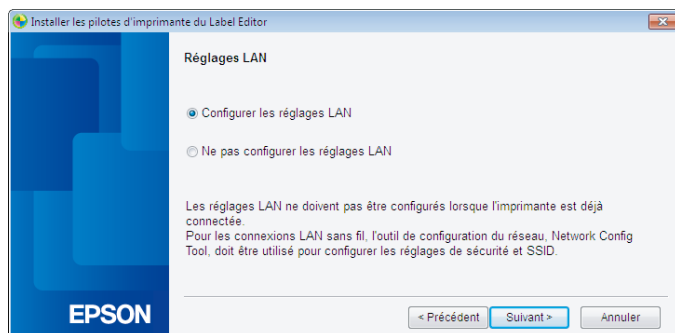 Installer les pilotes d'imprimante du Label Editor
Réglages LAN
Configurer les réglages LAN
Ne pas configurer les réglages LAN
Les réglages LAN ne doivent pas être configurés lorsque l'imprimante est déjà
connectée.
Pour les connexions LAN sans fil, l'outil de configuration du réseau, Network Config
Tool, doit être utilisé pour configurer les réglages de sécurité et SSID.
EPSON
< Précédent Suivant > Annuler